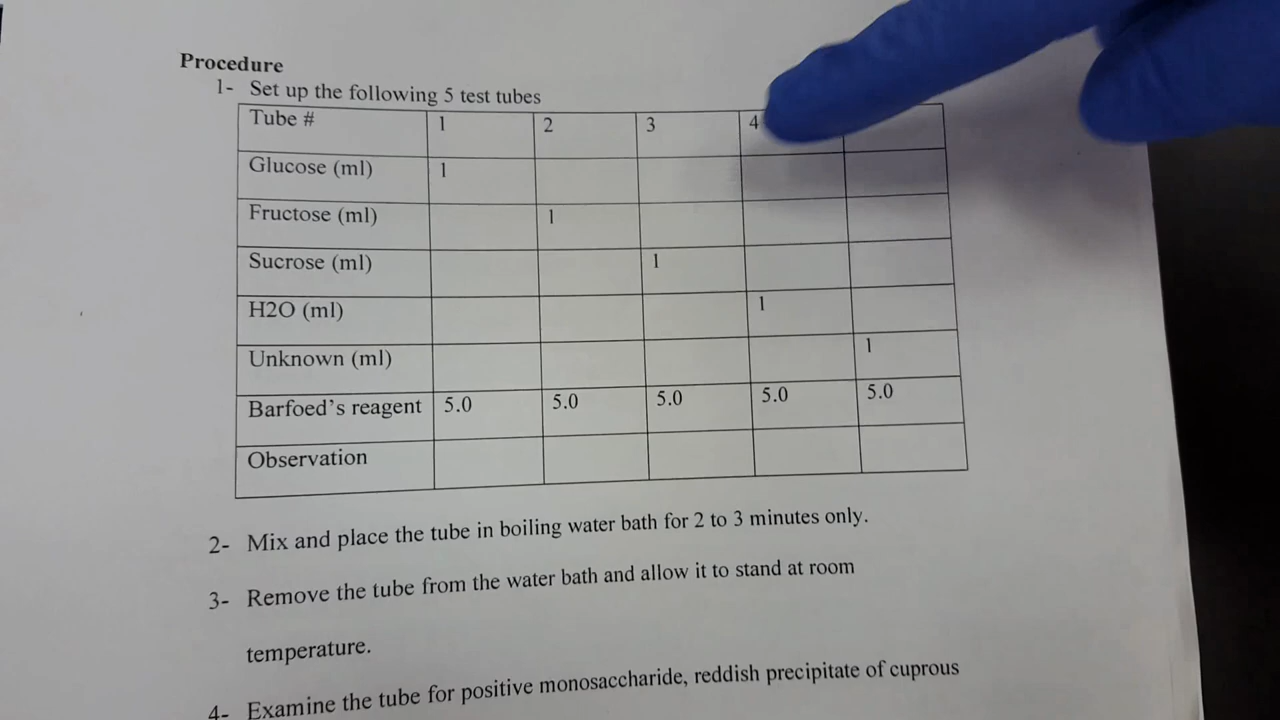 Procedure
1- Set up the following 5 test tubes
Tube # 1 2 3 4
Glucose (ml) 1
Fructose (ml) 1
Sucrose (ml) 1
H2O (ml) 1
Unknown (ml) 1
Barfoed's reagent 5.0 5.0 5.0 5.0 5.0
Observation
2- Mix and place the tube in boiling water bath for 2 to 3 minutes only.
3- Remove the tube from the water bath and allow it to stand at room
temperature.
4- Examine the tube for positive monosaccharide, reddish precipitate of cuprous